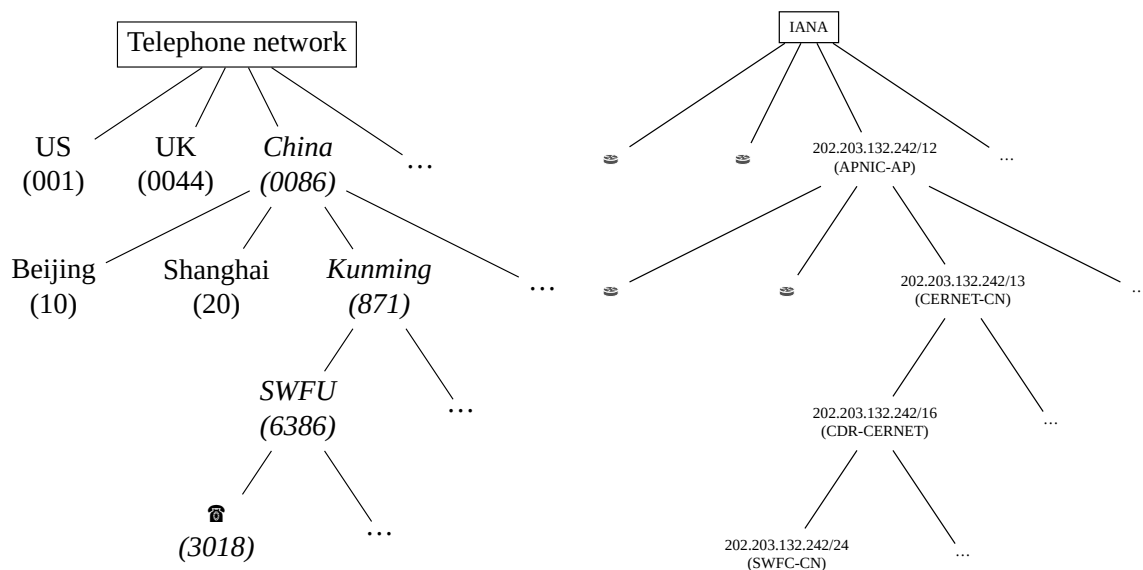 Telephone network
US
(001)
UK
(0044)
China
(0086)
…
Beijing
(10)
Shanghai
(20)
Kunming
(871)
…
SWFU
(6386)
…
(3018)
…
IANA
202.203.132.242/12
(APNIC-AP)
…
202.203.132.242/13
(CERNET-CN)
…
202.203.132.242/16
(CDR-CERNET)
…
202.203.132.242/24
(SWFC-CN)
…